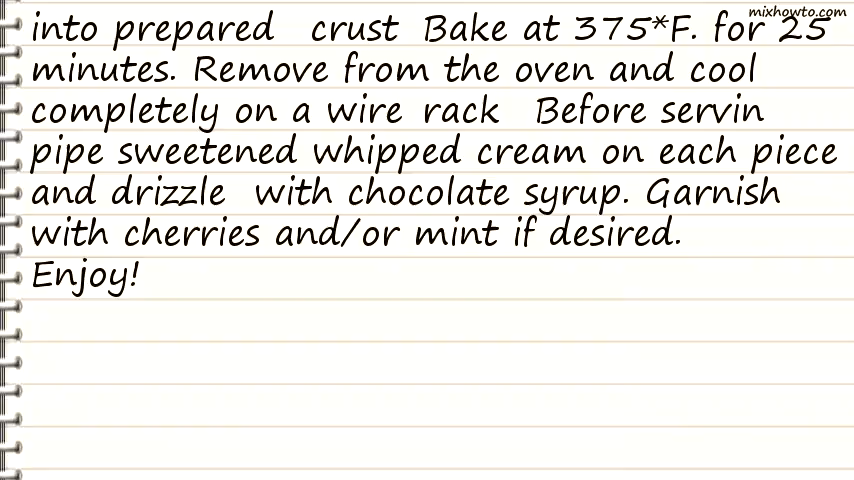 mixhowto.com
into prepared crust Bake at 375*F. for 25
minutes. Remove from the oven and cool
completely on a wire rack Before servin
pipe sweetened whipped cream on each piece
and drizzle with chocolate syrup. Garnish
with cherries and/or mint if desired.
Enjoy!